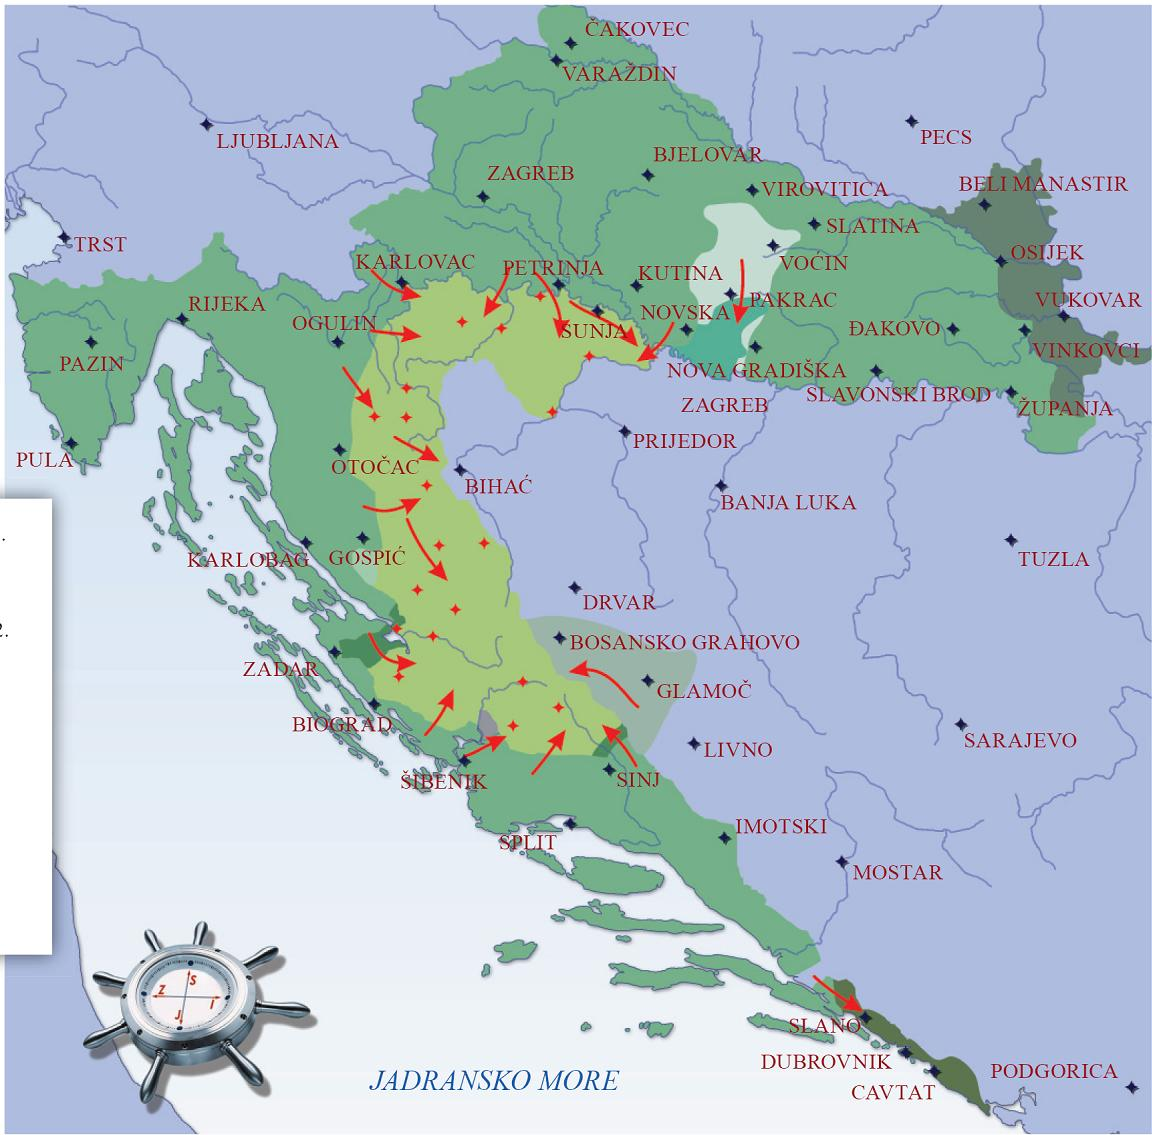 ČAKOVEC
VARAŽDIN
LJUBLJANA
PECS
BJELOVAR
ZAGREB
BELI MANASTIR
VIROVITICA
SLATINA
TRST
OSIJEK
KARLOVAC
PETRINJA
KUTINA
VOĆIN
RIJEKA
PAKRAC
VUKOVAR
OGULIN
NOVSKA
SUNJA
ĐAKOVO
PAZIN
VINKOVCI
NOVA GRADIŠKA
SLAVONSKI BROD
ZAGREB
ŽUPANJA
PRIJEDOR
PULA
OTOČAC
BIHAĆ
BANJA LUKA
.
KARLOBAG
GOSPIĆ
TUZLA
DRVAR
2.
BOSANSKO GRAHOVO
ZADAR
GLAMOČ
BIOGRAD
SARAJEVO
LIVNO
ŠIBENIK
SINJ
IMOTSKI
SPLIT
MOSTAR
S
Z
I
J
SLANO
DUBROVNIK
PODGORICA
JADRANSKO MORE
CAVTAT